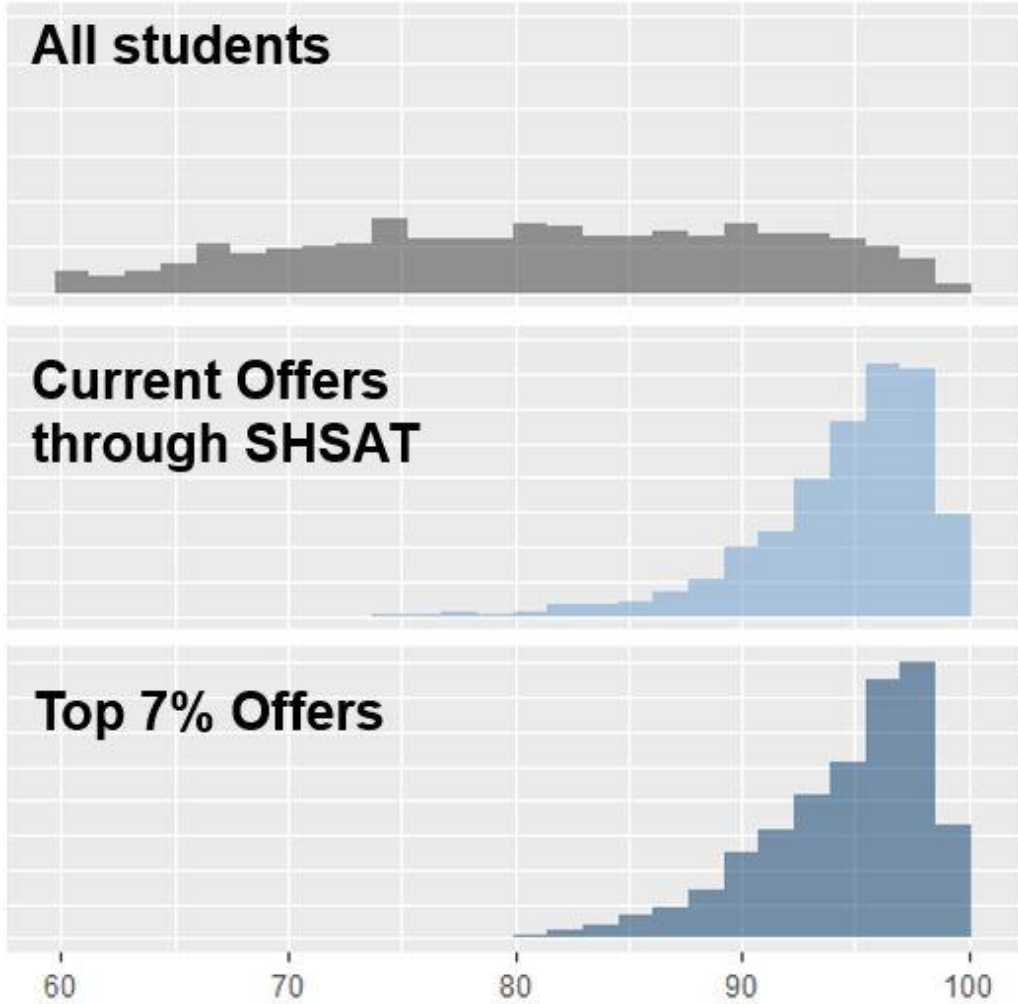 All students
Current Offers
through SHSAT
Top 7% Offers
60 70 80 90 100